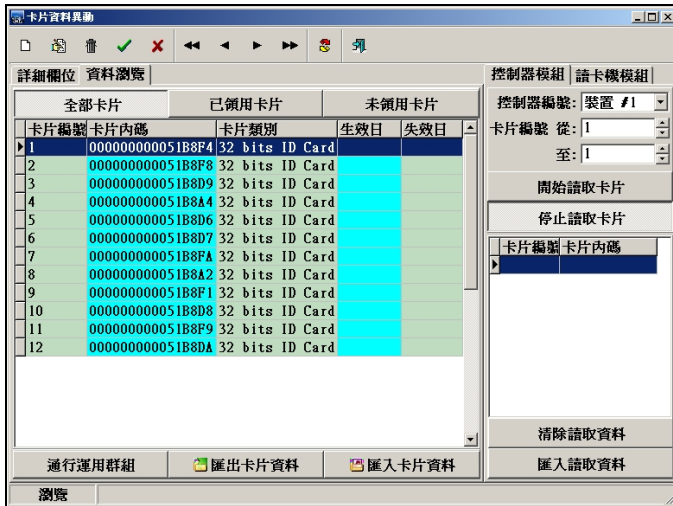 卡片資料異動
詳細欄位 資料瀏覽
全部卡片 已領用卡片 未領用卡片
卡片編號 卡片內碼 卡片類別 生效日 失效日
1 000000000051B8F4 32 bits ID Card
2 000000000051B8F8 32 bits ID Card
3 000000000051B8D9 32 bits ID Card
4 000000000051B8A4 32 bits ID Card
5 000000000051B8D6 32 bits ID Card
6 000000000051B8D7 32 bits ID Card
7 000000000051B8FA 32 bits ID Card
8 000000000051B8A2 32 bits ID Card
9 000000000051B8F1 32 bits ID Card
10 000000000051B8D8 32 bits ID Card
11 000000000051B8F9 32 bits ID Card
12 000000000051B8DA 32 bits ID Card
通行運用群組 匯出卡片資料 匯入卡片資料
控制器模組 讀卡機模組
控制器編號: 裝置 #1
卡片編號 從: 1
至: 1
開始讀取卡片
停止讀取卡片
卡片編號 卡片內碼
清除讀取資料
匯入讀取資料
瀏覽